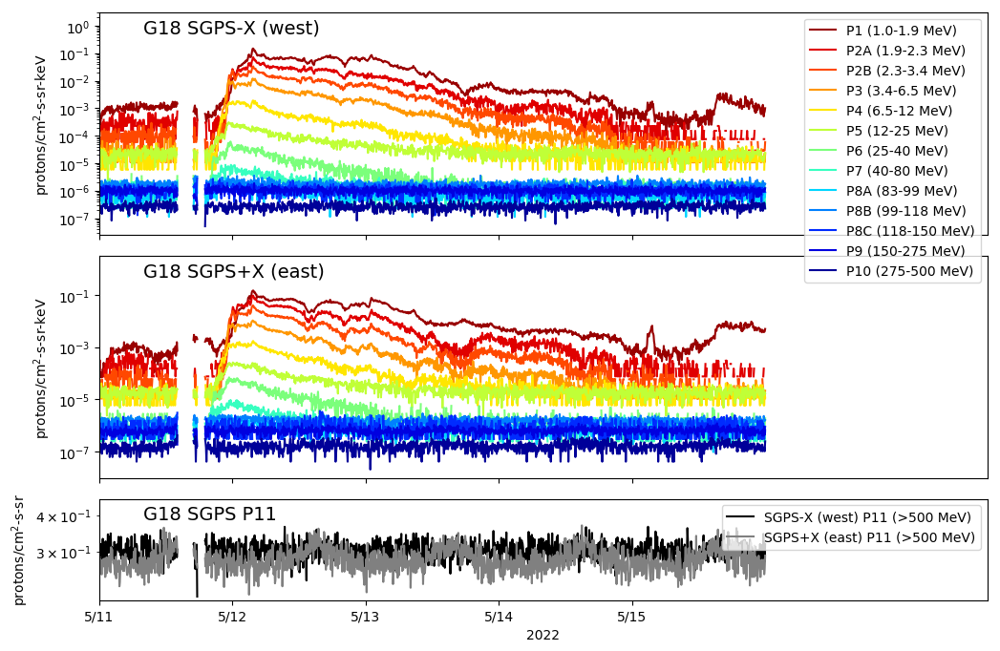 G18 SGPS-X (west)
protons/cm²-s-sr-keV
10⁰
10⁻¹
10⁻²
10⁻³
10⁻⁴
10⁻⁵
10⁻⁶
10⁻⁷
P1 (1.0-1.9 MeV)
P2A (1.9-2.3 MeV)
P2B (2.3-3.4 MeV)
P3 (3.4-6.5 MeV)
P4 (6.5-12 MeV)
P5 (12-25 MeV)
P6 (25-40 MeV)
P7 (40-80 MeV)
P8A (83-99 MeV)
P8B (99-118 MeV)
P8C (118-150 MeV)
P9 (150-275 MeV)
P10 (275-500 MeV)
G18 SGPS+X (east)
protons/cm²-s-sr-keV
10⁻¹
10⁻³
10⁻⁵
10⁻⁷
G18 SGPS P11
protons/cm²-s-sr
4 × 10⁻¹
3 × 10⁻¹
SGPS-X (west) P11 (>500 MeV)
SGPS+X (east) P11 (>500 MeV)
5/11 5/12 5/13 5/14 5/15
2022